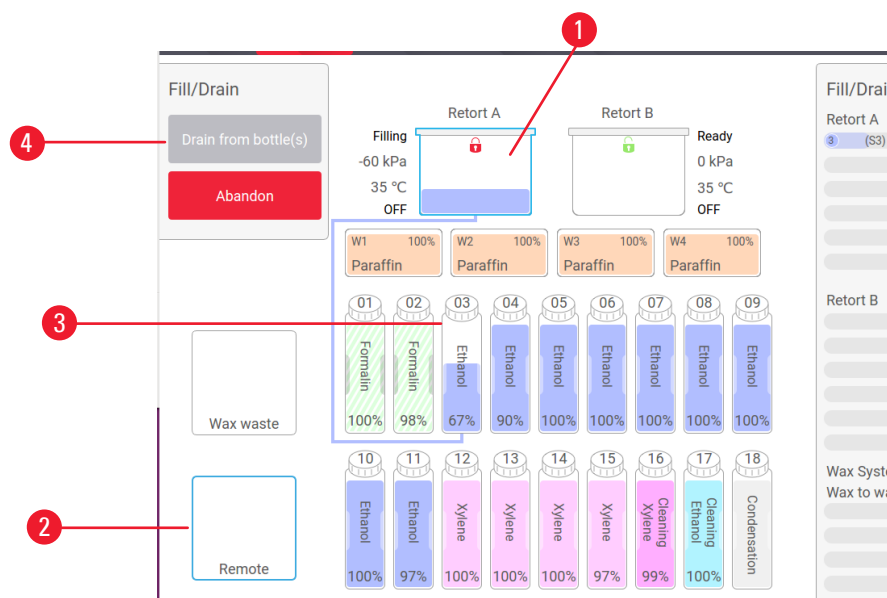 1
Fill/Drain
Drain from bottle(s)
Abandon
4
Retort A
Retort B
Filling
-60 kPa
35 °C
OFF
Ready
0 kPa
35 °C
OFF
W1 100%
Paraffin
W2 100%
Paraffin
W3 100%
Paraffin
W4 100%
Paraffin
3
01 02 03 04 05 06 07 08 09
Formalin Formalin Ethanol Ethanol Ethanol Ethanol Ethanol Ethanol Ethanol
100% 98% 67% 90% 100% 100% 100% 100% 100%
Wax waste
10 11 12 13 14 15 16 17 18
Ethanol Ethanol Xylene Xylene Xylene Xylene Cleaning Xylene Cleaning Ethanol Condensation
100% 97% 100% 100% 100% 97% 99% 100%
2
Remote
Fill/Drai
Retort A
3 (S3)
Retort B
Wax Syst
Wax to wa